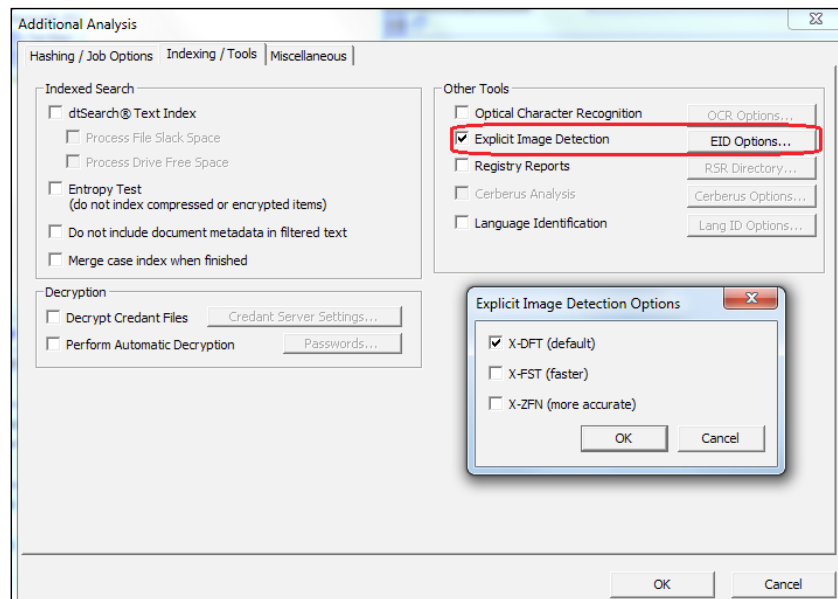 Additional Analysis
Hashing / Job Options
Indexing / Tools
Miscellaneous
Indexed Search
dtSearch® Text Index
Process File Slack Space
Process Drive Free Space
Entropy Test
(do not index compressed or encrypted items)
Do not include document metadata in filtered text
Merge case index when finished
Decryption
Decrypt Credant Files
Credant Server Settings...
Perform Automatic Decryption
Passwords...
Other Tools
Optical Character Recognition
OCR Options...
Explicit Image Detection
EID Options...
Registry Reports
RSR Directory...
Cerberus Analysis
Cerberus Options...
Language Identification
Lang ID Options...
Explicit Image Detection Options
X-DFT (default)
X-FST (faster)
X-ZFN (more accurate)
OK
Cancel
OK
Cancel